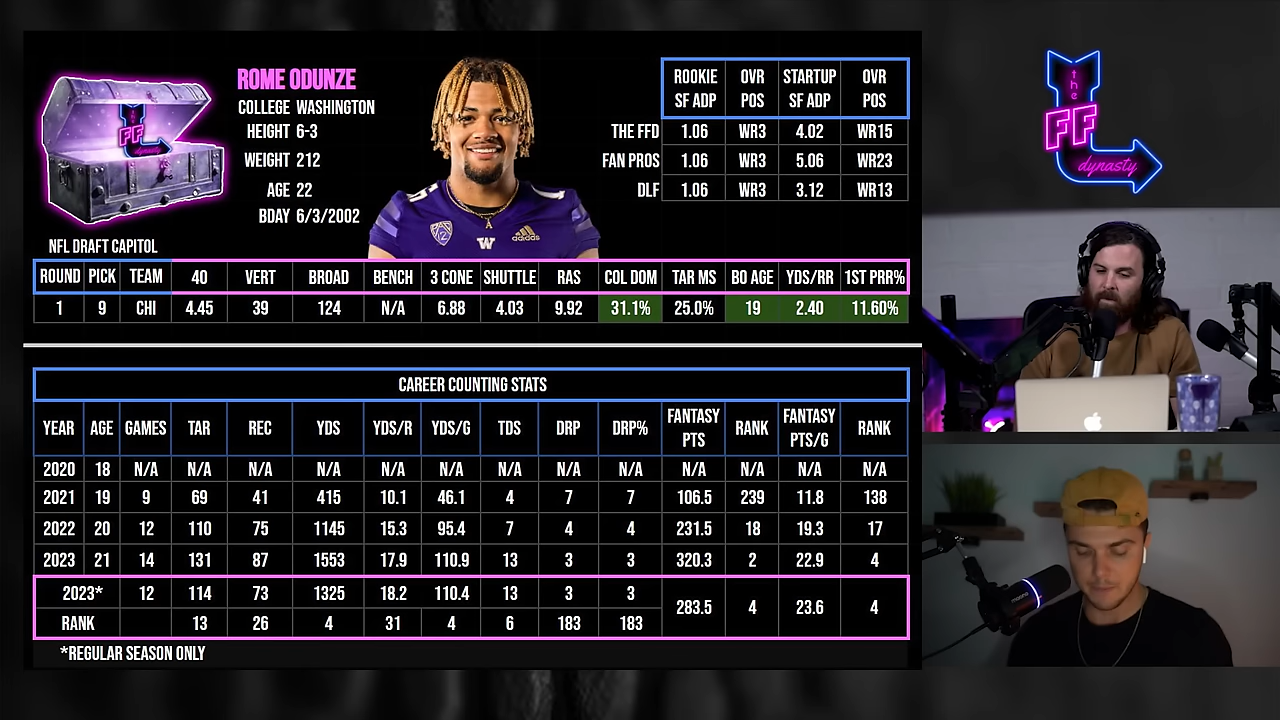 ROME ODUNZE
COLLEGE WASHINGTON
HEIGHT 6-3
WEIGHT 212
AGE 22
BDAY 6/3/2002
NFL DRAFT CAPITOL
FF
dynasty
W
adidas
ROOKIE SF ADP OVR POS STARTUP SF ADP OVR POS
THE FFD 1.06 WR3 4.02 WR15
FAN PROS 1.06 WR3 5.06 WR23
DLF 1.06 WR3 3.12 WR13
ROUND PICK TEAM 40 VERT BROAD BENCH 3 CONE SHUTTLE RAS COL DOM TAR MS BO AGE YDS/RR 1ST PRR%
1 9 CHI 4.45 39 124 N/A 6.88 4.03 9.92 31.1% 25.0% 19 2.40 11.60%
CAREER COUNTING STATS
YEAR AGE GAMES TAR REC YDS YDS/R YDS/G TDS DRP DRP% FANTASY PTS RANK FANTASY PTS/G RANK
2020 18 N/A N/A N/A N/A N/A N/A N/A N/A N/A N/A N/A N/A N/A
2021 19 9 69 41 415 10.1 46.1 4 7 7 106.5 239 11.8 138
2022 20 12 110 75 1145 15.3 95.4 7 4 4 231.5 18 19.3 17
2023 21 14 131 87 1553 17.9 110.9 13 3 3 320.3 2 22.9 4
2023* 12 114 73 1325 18.2 110.4 13 3 3 283.5 4 23.6 4
RANK 13 26 4 31 4 6 183 183
*REGULAR SEASON ONLY
the
FF
dynasty